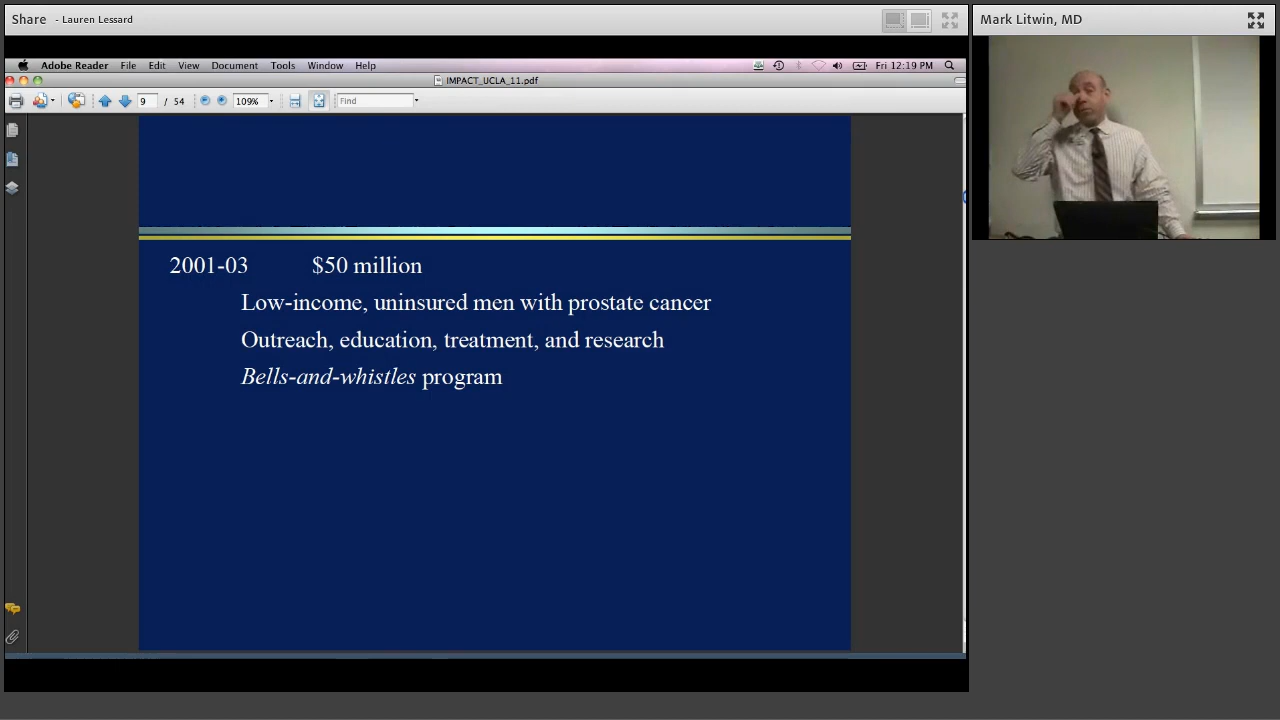 Share - Lauren Lessard
Mark Litwin, MD
Adobe Reader File Edit View Document Tools Window Help
Fri 12:19 PM
IMPACT_UCLA_11.pdf
9 / 54 109% Find
2001-03 $50 million
Low-income, uninsured men with prostate cancer
Outreach, education, treatment, and research
Bells-and-whistles program